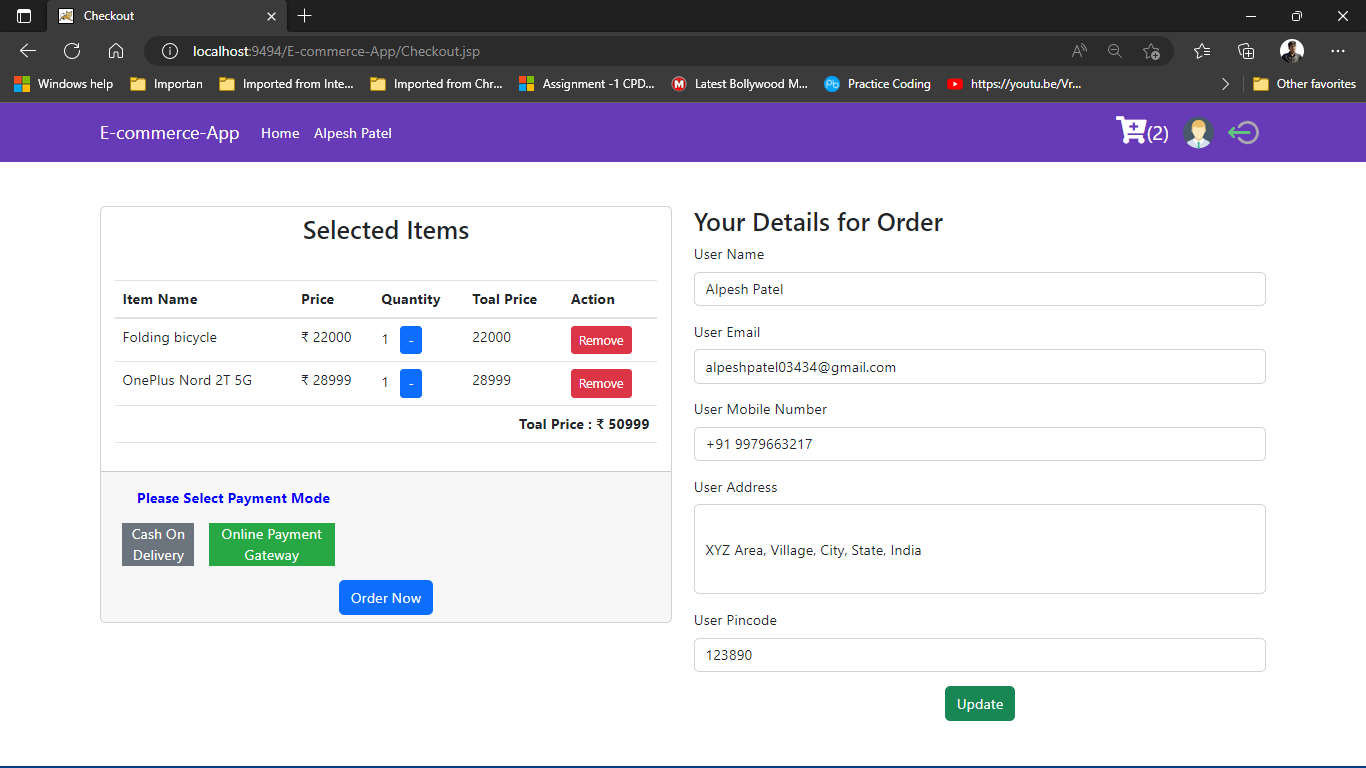 Checkout
localhost:9494/E-commerce-App/Checkout.jsp
Windows help Importan Imported from Inte... Imported from Chr... Assignment -1 CPD... Latest Bollywood M... Practice Coding https://youtu.be/Vr... Other favorites
E-commerce-App Home Alpesh Patel (2)
Selected Items
Item Name Price Quantity Toal Price Action
Folding bicycle ₹ 22000 1 - 22000 Remove
OnePlus Nord 2T 5G ₹ 28999 1 - 28999 Remove
Toal Price : ₹ 50999
Please Select Payment Mode
Cash On
Delivery
Online Payment
Gateway
Order Now
Your Details for Order
User Name
Alpesh Patel
User Email
alpeshpatel03434@gmail.com
User Mobile Number
+91 9979663217
User Address
XYZ Area, Village, City, State, India
User Pincode
123890
Update